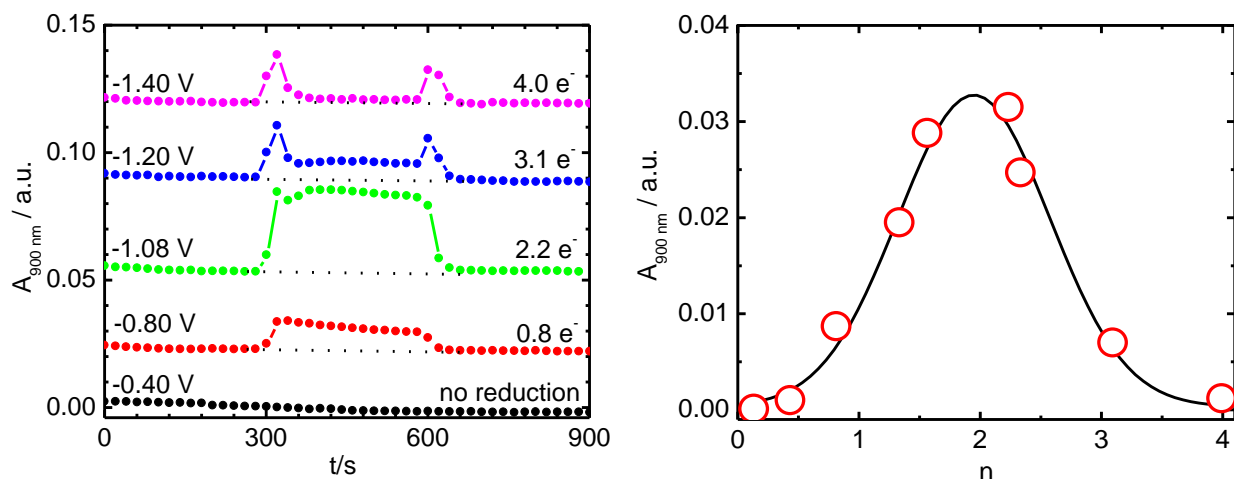 0.15
0.10
0.05
0.00
A900 nm / a.u.
-1.40 V
4.0 e-
-1.20 V
3.1 e-
-1.08 V
2.2 e-
-0.80 V
0.8 e-
-0.40 V
no reduction
0 300 600 900
t/s
0.04
0.03
0.02
0.01
0.00
A900 nm / a.u.
0 1 2 3 4
n